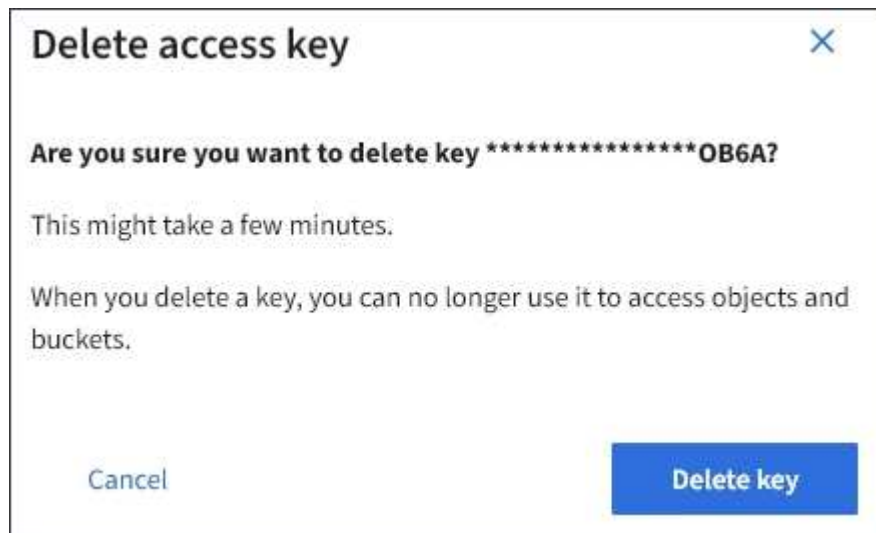 Delete access key
Are you sure you want to delete key ****************OB6A?
This might take a few minutes.
When you delete a key, you can no longer use it to access objects and
buckets.
Cancel
Delete key